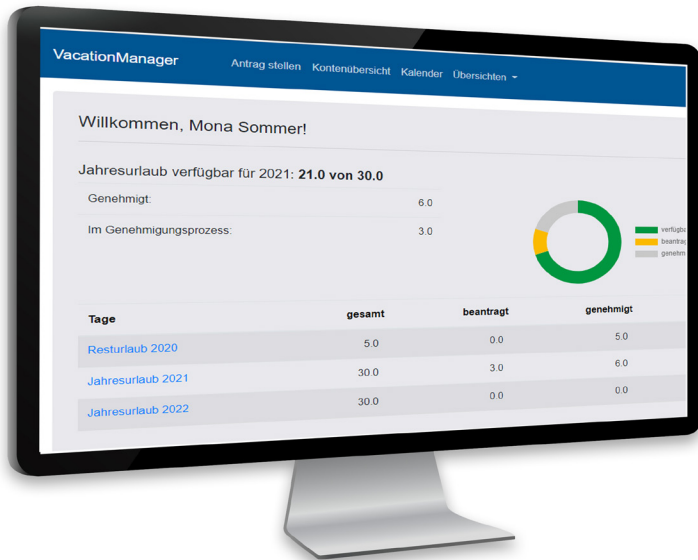 VacationManager Antrag stellen Kontenübersicht Kalender Übersichten
Willkommen, Mona Sommer!
Jahresurlaub verfügbar für 2021: 21.0 von 30.0
Genehmigt: 6.0
Im Genehmigungsprozess: 3.0
Tage gesamt beantragt genehmigt
Resturlaub 2020 5.0 0.0 5.0
Jahresurlaub 2021 30.0 3.0 6.0
Jahresurlaub 2022 30.0 0.0 0.0